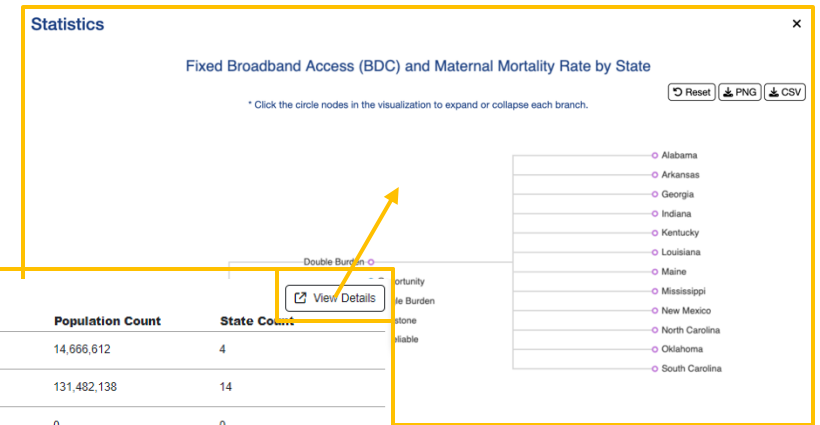 Statistics
×
Fixed Broadband Access (BDC) and Maternal Mortality Rate by State
Reset PNG CSV
* Click the circle nodes in the visualization to expand or collapse each branch.
Alabama
Arkansas
Georgia
Indiana
Kentucky
Louisiana
Maine
Mississippi
New Mexico
North Carolina
Oklahoma
South Carolina
Double Burden
Burden
View Details
Population Count State Count
14,666,612 4
131,482,138 14
0 0